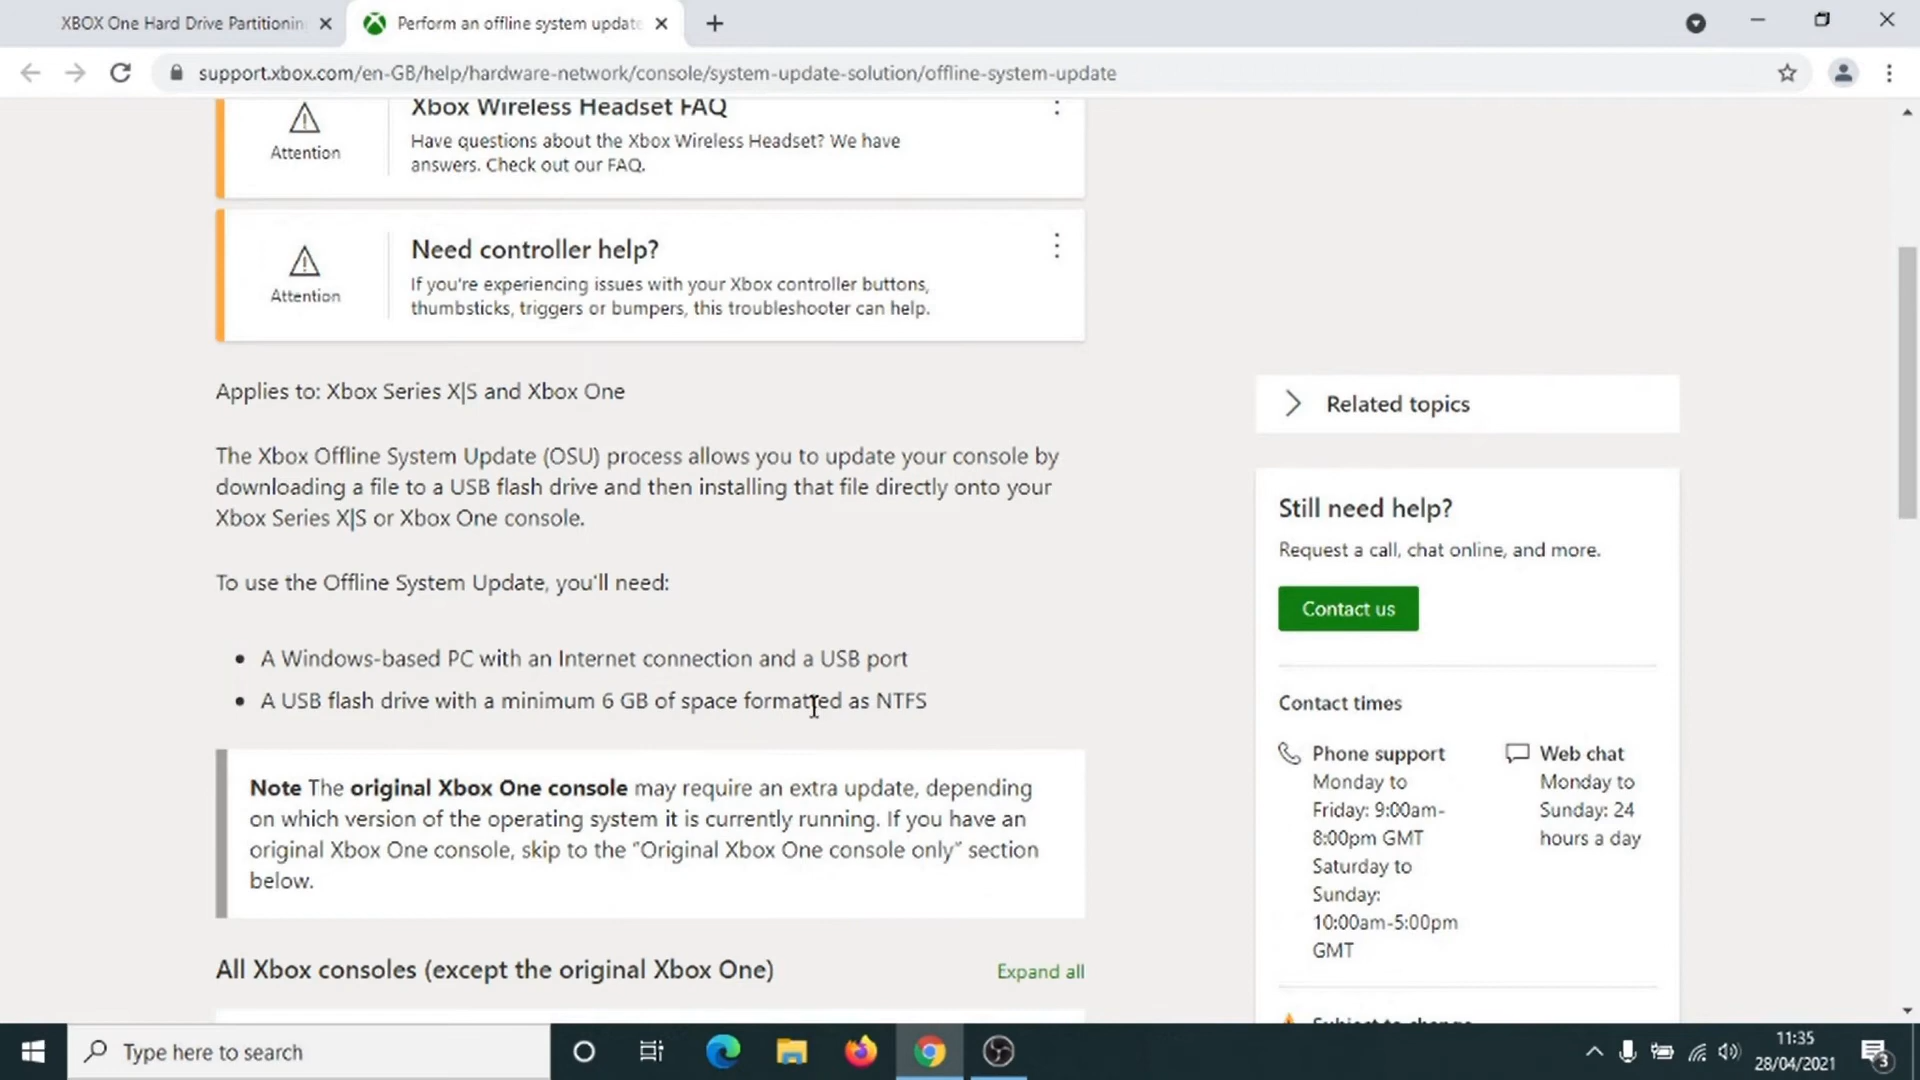 XBOX One Hard Drive Partitionin
Perform an offline system update
support.xbox.com/en-GB/help/hardware-network/console/system-update-solution/offline-system-update
Attention
Xbox Wireless Headset FAQ
Have questions about the Xbox Wireless Headset? We have
answers. Check out our FAQ.
Attention
Need controller help?
If you're experiencing issues with your Xbox controller buttons,
thumbsticks, triggers or bumpers, this troubleshooter can help.
Applies to: Xbox Series X|S and Xbox One
The Xbox Offline System Update (OSU) process allows you to update your console by
downloading a file to a USB flash drive and then installing that file directly onto your
Xbox Series X|S or Xbox One console.
To use the Offline System Update, you'll need:
• A Windows-based PC with an Internet connection and a USB port
• A USB flash drive with a minimum 6 GB of space formatted as NTFS
Note The original Xbox One console may require an extra update, depending
on which version of the operating system it is currently running. If you have an
original Xbox One console, skip to the "Original Xbox One console only" section
below.
All Xbox consoles (except the original Xbox One)
Expand all
Related topics
Still need help?
Request a call, chat online, and more.
Contact us
Contact times
Phone support
Monday to
Friday: 9:00am-
8:00pm GMT
Saturday to
Sunday:
10:00am-5:00pm
GMT
Web chat
Monday to
Sunday: 24
hours a day
Subject to change
Type here to search
11:35
28/04/2021
3